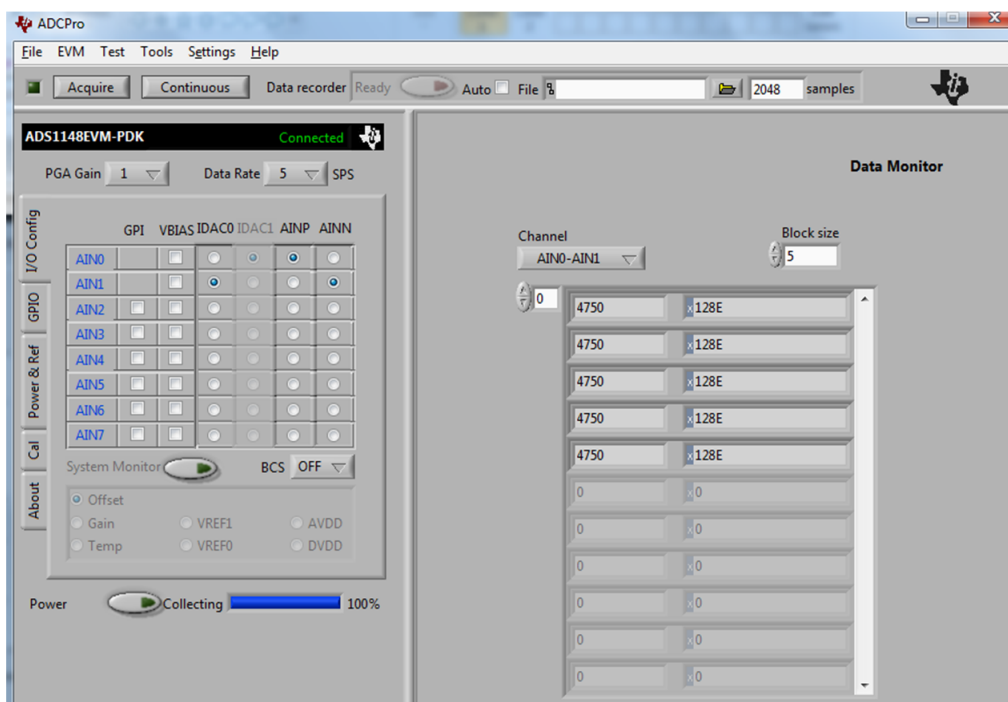 ADCPro
File EVM Test Tools Settings Help
Acquire Continuous Data recorder Ready Auto File 2048 samples
ADS1148EVM-PDK Connected
PGA Gain 1 Data Rate 5 SPS
Data Monitor
I/O Config
GPIO
Power & Ref
Cal
About
GPI VBIAS IDAC0 IDAC1 AINP AINN
AIN0
AIN1
AIN2
AIN3
AIN4
AIN5
AIN6
AIN7
System Monitor BCS OFF
Offset
Gain VREF1 AVDD
Temp VREF0 DVDD
Power Collecting 100%
Channel Block size
AIN0-AIN1 5
0
4750 x128E
4750 x128E
4750 x128E
4750 x128E
4750 x128E
0 x0
0 x0
0 x0
0 x0
0 x0
0 x0